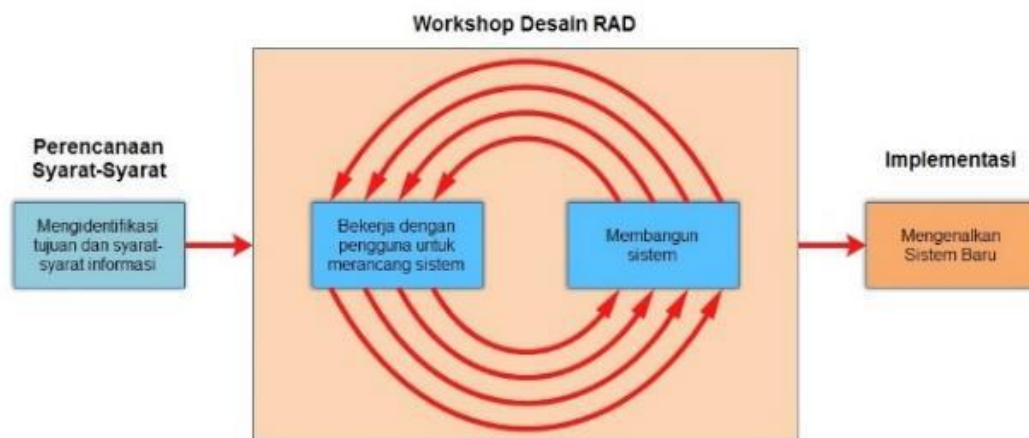 Workshop Desain RAD
Perencanaan
Syarat-Syarat
Mengidentifikasi
tujuan dan syarat-
syarat informasi
Bekerja dengan
pengguna untuk
merancang sistem
Membangun
sistem
Implementasi
Mengenalkan
Sistem Baru